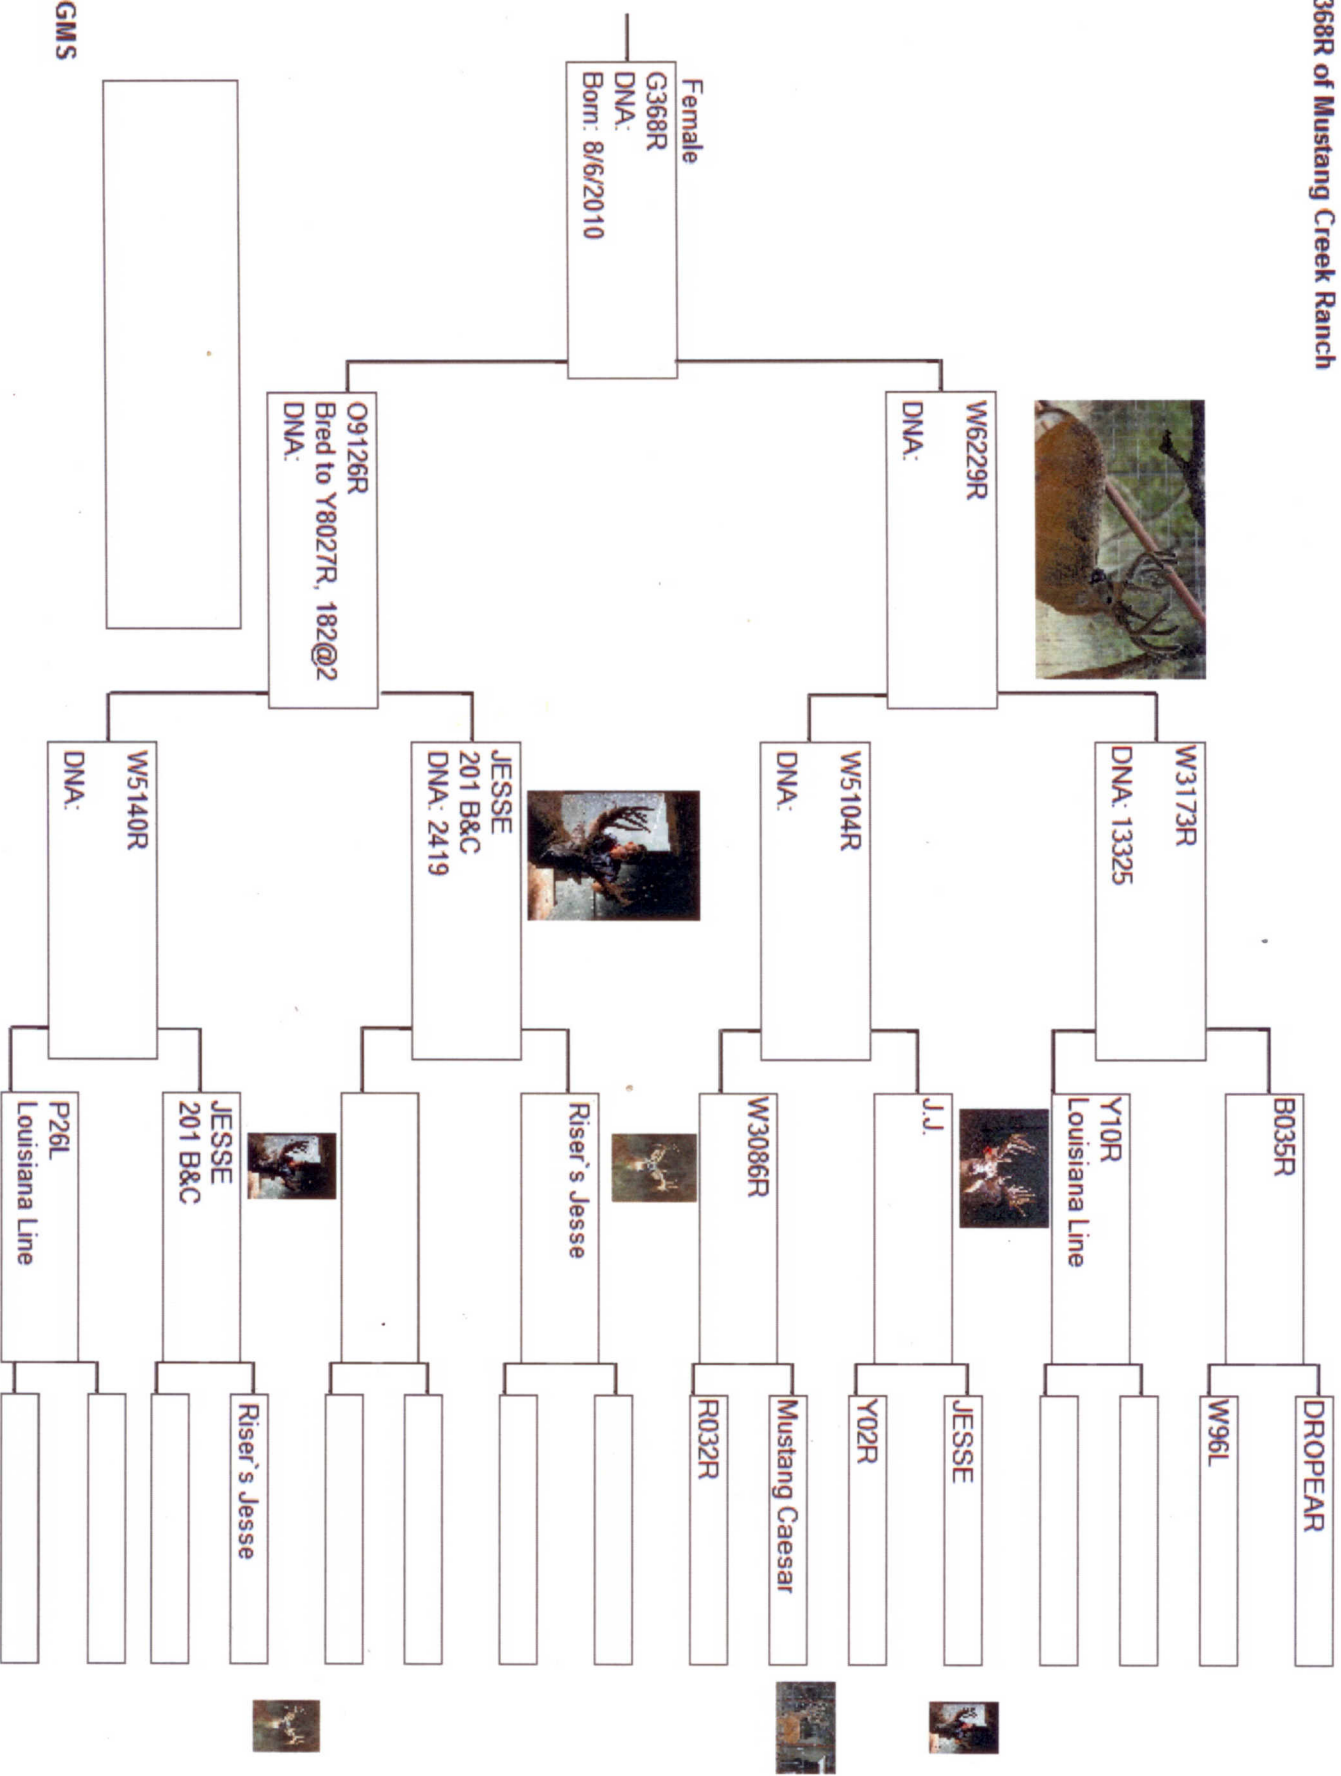 368R of Mustang Creek Ranch
Female
G368R
DNA:
Born: 8/6/2010
W6229R
DNA:
O9126R
Bred to Y8027R, 182@2
DNA:
W3173R
DNA: 13325
W5104R
DNA:
JESSE
201 B&C
DNA: 2419
W5140R
DNA:
B035R
Y10R
Louisiana Line
J.J.
W3086R
Riser`s Jesse
JESSE
201 B&C
P26L
Louisiana Line
DROPEAR
W96L
JESSE
Y02R
Mustang Caesar
R032R
Riser`s Jesse
GMS